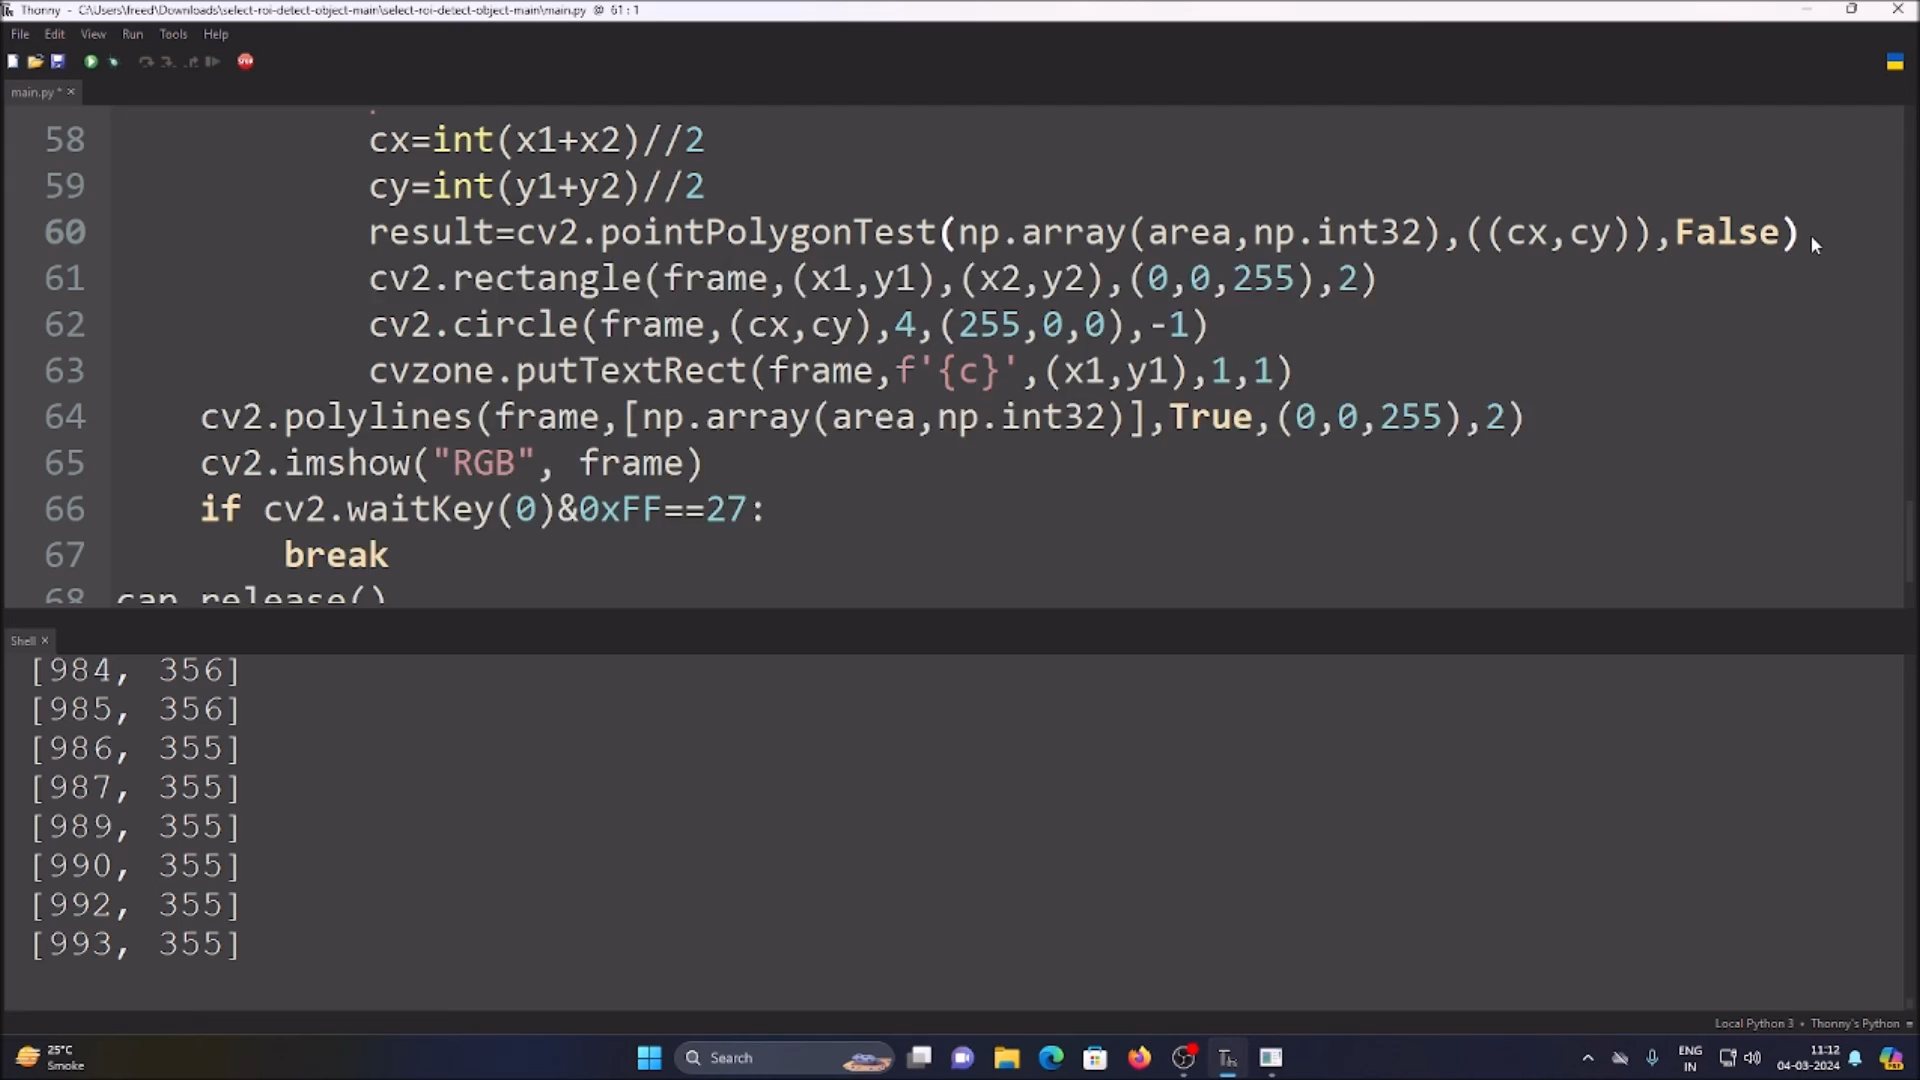 Thonny - C:\Users\freed\Downloads\select-roi-detect-object-main\select-roi-detect-object-main\main.py @ 61 : 1
File Edit View Run Tools Help
main.py * ×
58 cx=int(x1+x2)//2
59 cy=int(y1+y2)//2
60 result=cv2.pointPolygonTest(np.array(area,np.int32),((cx,cy)),False)
61 cv2.rectangle(frame,(x1,y1),(x2,y2),(0,0,255),2)
62 cv2.circle(frame,(cx,cy),4,(255,0,0),-1)
63 cvzone.putTextRect(frame,f'{c}',(x1,y1),1,1)
64 cv2.polylines(frame,[np.array(area,np.int32)],True,(0,0,255),2)
65 cv2.imshow("RGB", frame)
66 if cv2.waitKey(0)&0xFF==27:
67 break
68 cap.release()
Shell ×
[984, 356]
[985, 356]
[986, 355]
[987, 355]
[989, 355]
[990, 355]
[992, 355]
[993, 355]
Local Python 3 • Thonny's Python
25°C
Smoke
Search
ENG
IN
11:12
04-03-2024